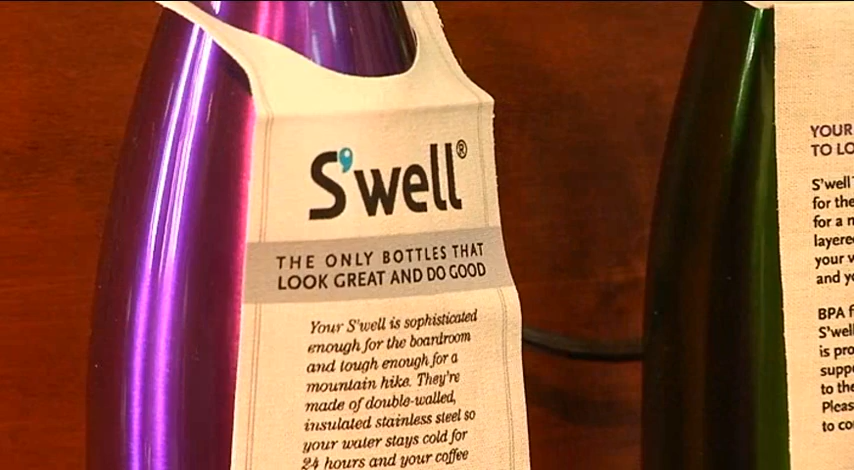 S'well®
THE ONLY BOTTLES THAT
LOOK GREAT AND DO GOOD
Your S'well is sophisticated
enough for the boardroom
and tough enough for a
mountain hike. They're
made of double-walled,
insulated stainless steel so
your water stays cold for
24 hours and your coffee
YOUR
TO LO
S'well
for the
for a m
layere
your v
and yo
BPA f
S'well
is pro
suppo
to the
Pleas
to co